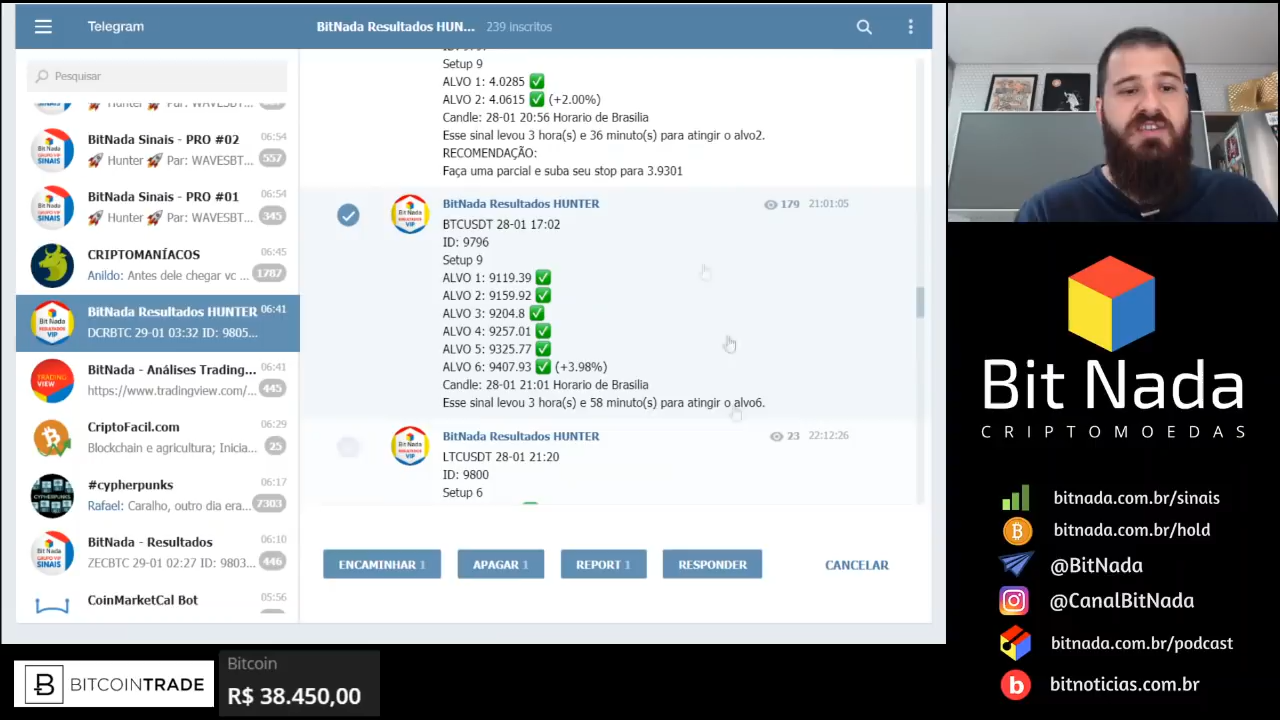 Telegram
BitNada Resultados HUN...
239 inscritos
Pesquisar
🚀 Hunter 🚀 Par: WAVESBT...
BitNada Sinais - PRO #02
06:54
🚀 Hunter 🚀 Par: WAVESBT...
557
BitNada Sinais - PRO #01
06:54
🚀 Hunter 🚀 Par: WAVESBT...
345
CRIPTOMANÍACOS
06:45
Anildo: Antes dele chegar vc ...
1787
BitNada Resultados HUNTER
06:41
DCRBTC 29-01 03:32 ID: 9805...
BitNada - Análises Trading...
06:41
https://www.tradingview.com/...
445
CriptoFacil.com
06:29
Blockchain e agricultura; Inicia...
25
#cypherpunks
06:17
Rafael: Caralho, outro dia era...
7303
BitNada - Resultados
06:10
ZECBTC 29-01 02:27 ID: 9803...
446
CoinMarketCal Bot
05:56
Setup 9
ALVO 1: 4.0285 ✅
ALVO 2: 4.0615 ✅ (+2.00%)
Candle: 28-01 20:56 Horario de Brasilia
Esse sinal levou 3 hora(s) e 36 minuto(s) para atingir o alvo2.
RECOMENDAÇÃO:
Faça uma parcial e suba seu stop para 3.9301
BitNada Resultados HUNTER
179 21:01:05
BTCUSDT 28-01 17:02
ID: 9796
Setup 9
ALVO 1: 9119.39 ✅
ALVO 2: 9159.92 ✅
ALVO 3: 9204.8 ✅
ALVO 4: 9257.01 ✅
ALVO 5: 9325.77 ✅
ALVO 6: 9407.93 ✅ (+3.98%)
Candle: 28-01 21:01 Horario de Brasilia
Esse sinal levou 3 hora(s) e 58 minuto(s) para atingir o alvo6.
BitNada Resultados HUNTER
23 22:12:26
LTCUSDT 28-01 21:20
ID: 9800
Setup 6
ENCAMINHAR 1
APAGAR 1
REPORT 1
RESPONDER
CANCELAR
BITCOINTRADE
Bitcoin
R$ 38.450,00
Bit Nada
CRIPTOMOEDAS
bitnada.com.br/sinais
bitnada.com.br/hold
@BitNada
@CanalBitNada
bitnada.com.br/podcast
bitnoticias.com.br